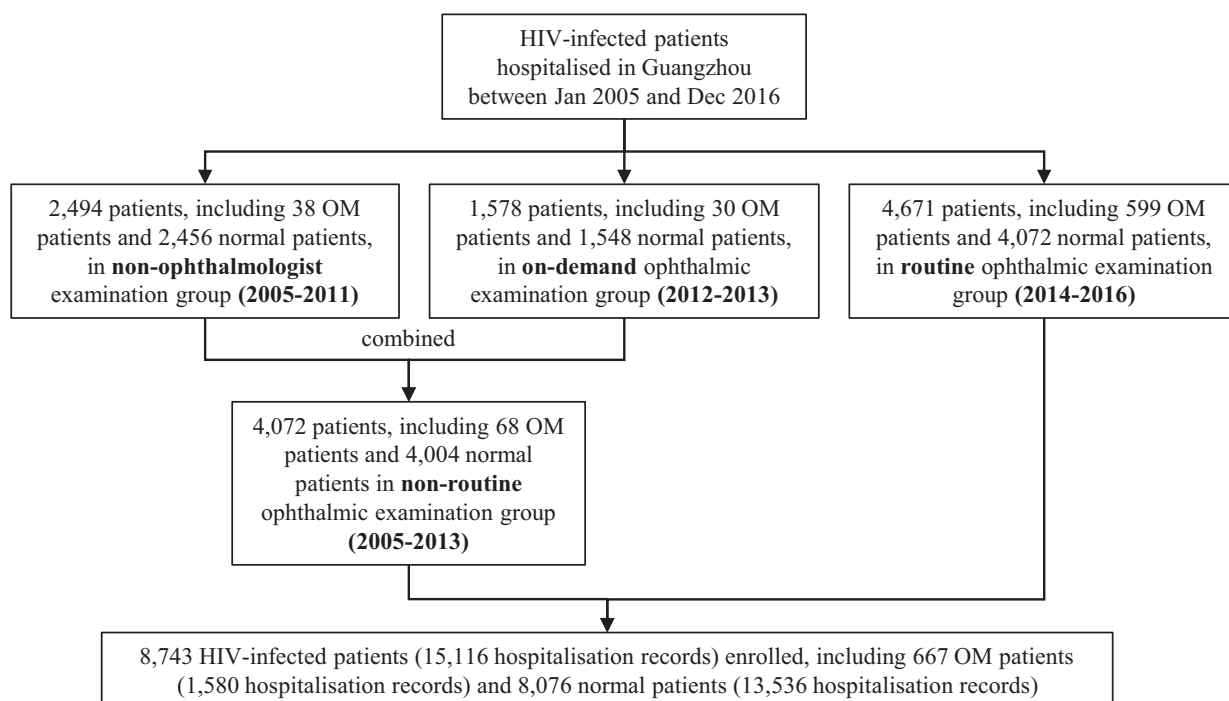 HIV-infected patients
hospitalised in Guangzhou
between Jan 2005 and Dec 2016
2,494 patients, including 38 OM
patients and 2,456 normal patients,
in non-ophthalmologist
examination group (2005-2011)
1,578 patients, including 30 OM
patients and 1,548 normal patients,
in on-demand ophthalmic
examination group (2012-2013)
4,671 patients, including 599 OM
patients and 4,072 normal patients,
in routine ophthalmic examination
group (2014-2016)
combined
4,072 patients, including 68 OM
patients and 4,004 normal
patients in non-routine
ophthalmic examination group
(2005-2013)
8,743 HIV-infected patients (15,116 hospitalisation records) enrolled, including 667 OM patients
(1,580 hospitalisation records) and 8,076 normal patients (13,536 hospitalisation records)